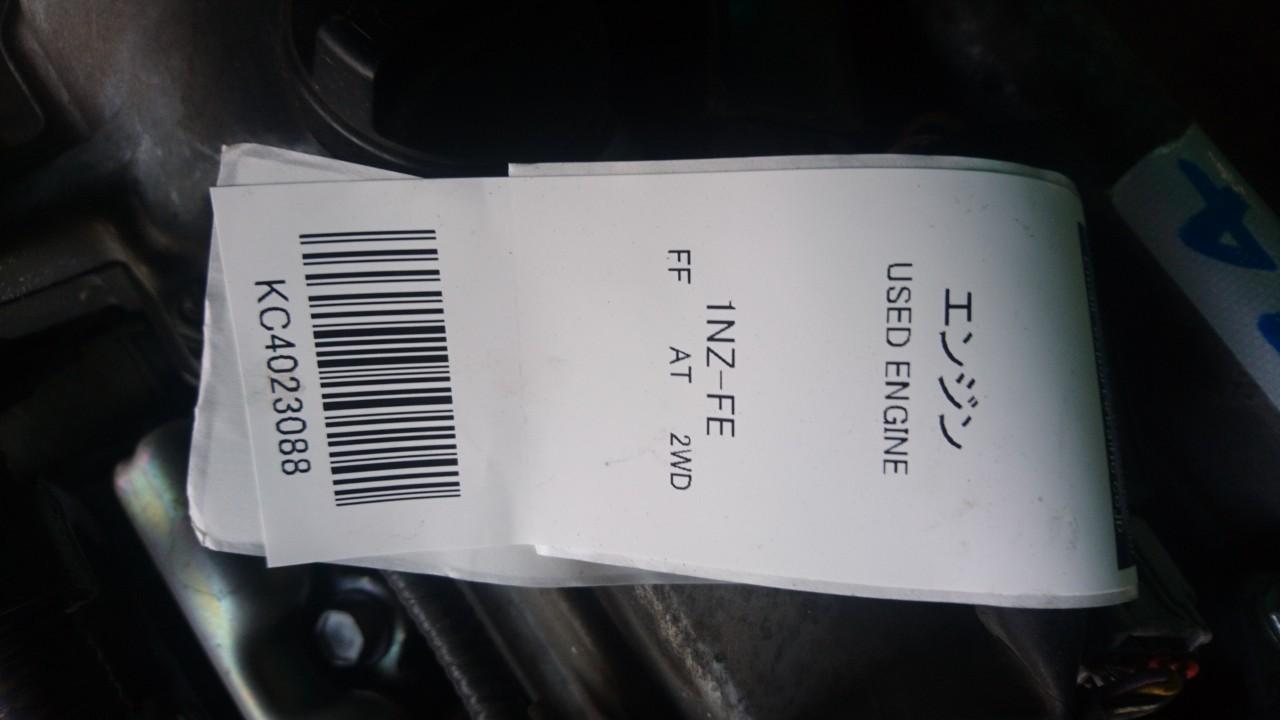 エンジン
USED ENGINE
1NZ-FE
FF AT 2WD
KC4023088